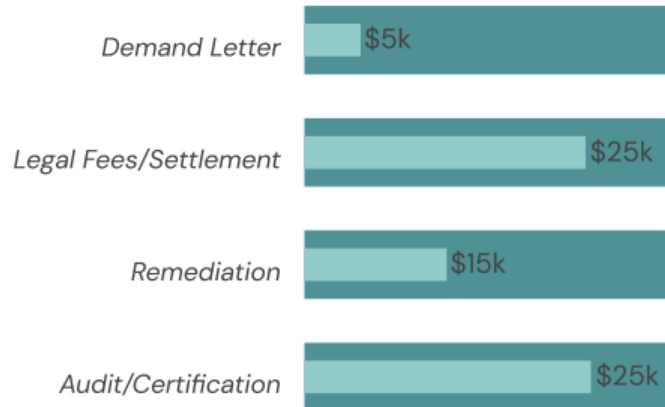 Demand Letter $5k
Legal Fees/Settlement $25k
Remediation $15k
Audit/Certification $25k